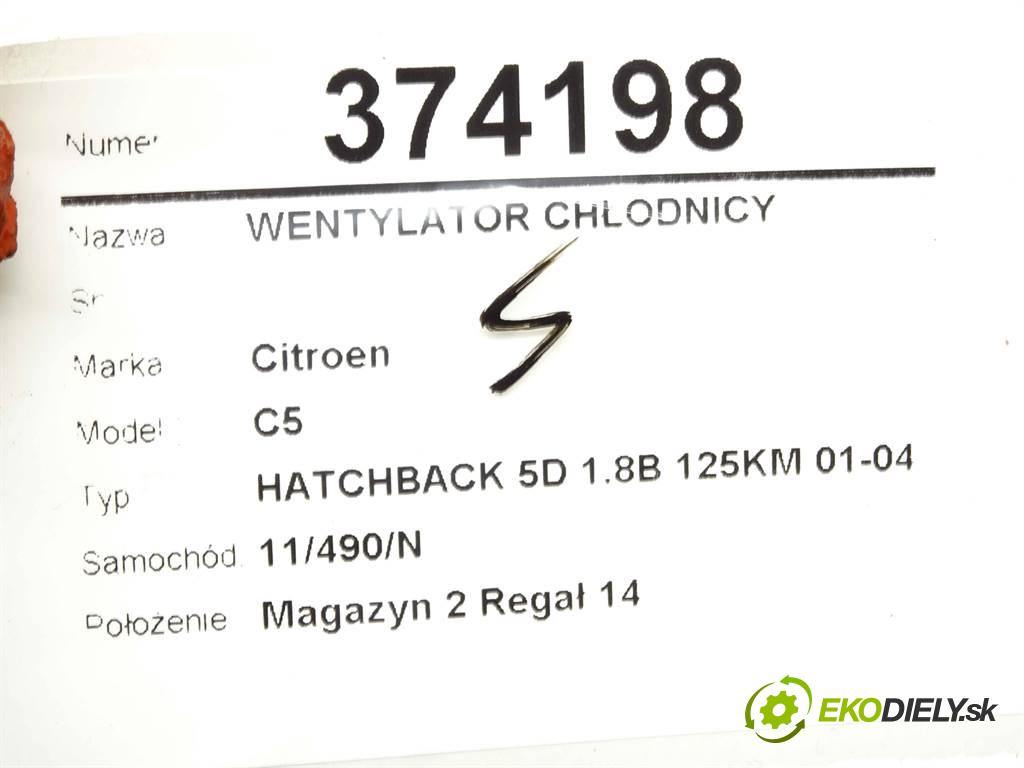 Numer 374198
Nazwa WENTYLATOR CHŁODNICY
Sn
Marka Citroen
Model C5
Typ HATCHBACK 5D 1.8B 125KM 01-04
Samochód 11/490/N
Położenie Magazyn 2 Regał 14
EKODIELY.sk